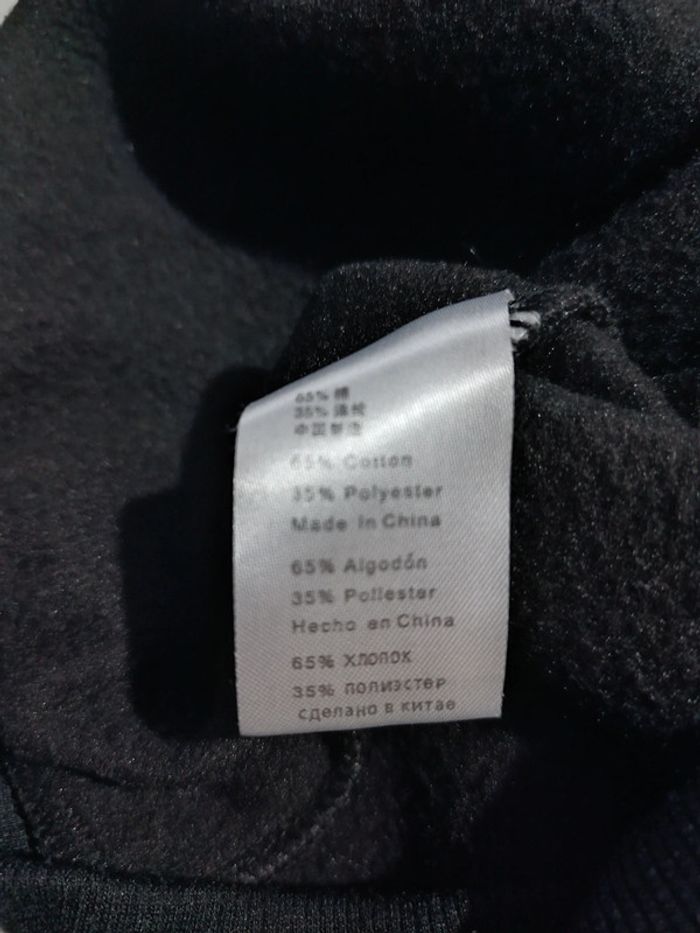 65% 棉
35% 涤纶
中国制造
65% Cotton
35% Polyester
Made in China
65% Algodón
35% Poliester
Hecho en China
65% хлопок
35% полиэстер
сделано в китае